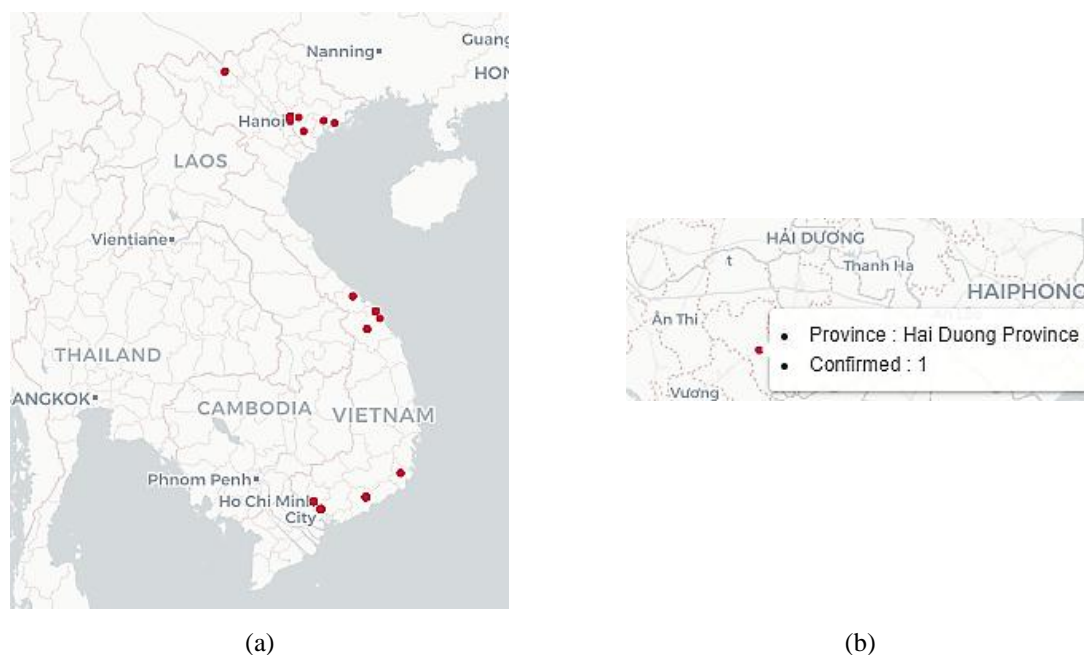 Nanning
Guang
HON
Hanoi
LAOS
Vientiane
THAILAND
ANGKOK
CAMBODIA
VIETNAM
Phnom Penh
Ho Chi Minh
City
HẢI DƯƠNG
t
Thanh Ha
HAIPHONG
Ân Thi
• Province : Hai Duong Province
• Confirmed : 1
Vương
(a)
(b)